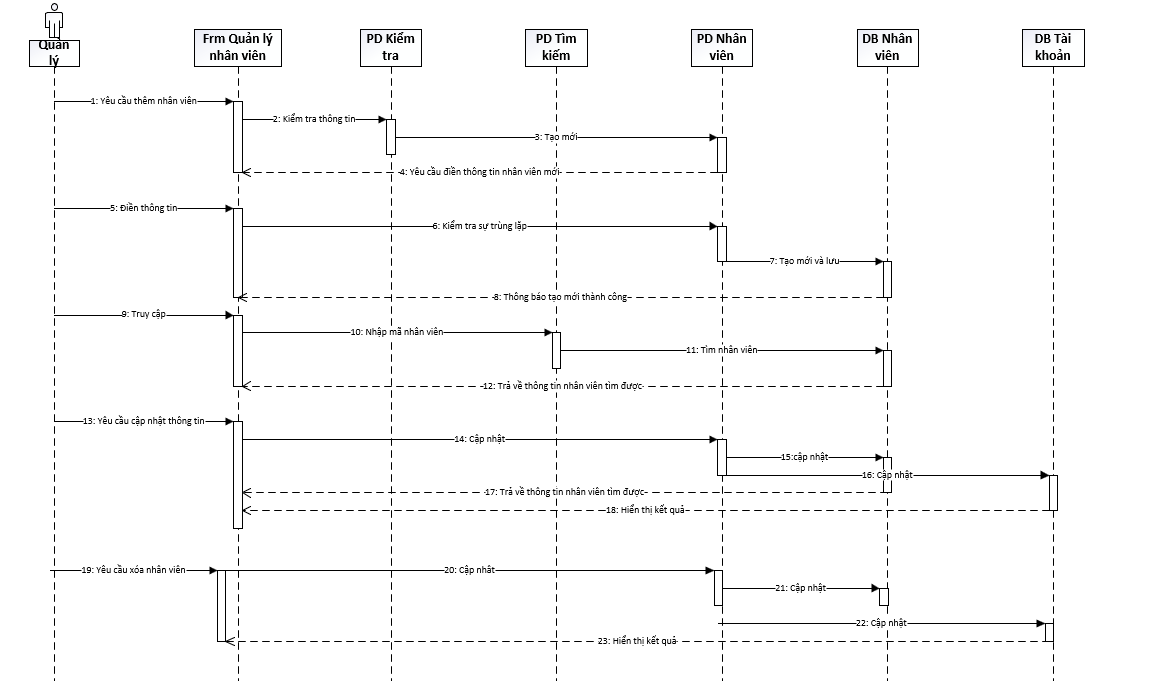 Quản
lý
Frm Quản lý
nhân viên
PD Kiểm
tra
PD Tìm
kiếm
PD Nhân
viên
DB Nhân
viên
DB Tài
khoản
1: Yêu cầu thêm nhân viên
2: Kiểm tra thông tin
3: Tạo mới
4: Yêu cầu điền thông tin nhân viên mới
5: Điền thông tin
6: Kiểm tra sự trùng lặp
7: Tạo mới và lưu
8: Thông báo tạo mới thành công
9: Truy cập
10: Nhập mã nhân viên
11: Tìm nhân viên
12: Trả về thông tin nhân viên tìm được
13: Yêu cầu cập nhật thông tin
14: Cập nhật
15:cập nhật
16: Cập nhật
17: Trả về thông tin nhân viên tìm được
18: Hiển thị kết quả
19: Yêu cầu xóa nhân viên
20: Cập nhât
21: Cập nhật
22: Cập nhật
23: Hiển thị kết quả